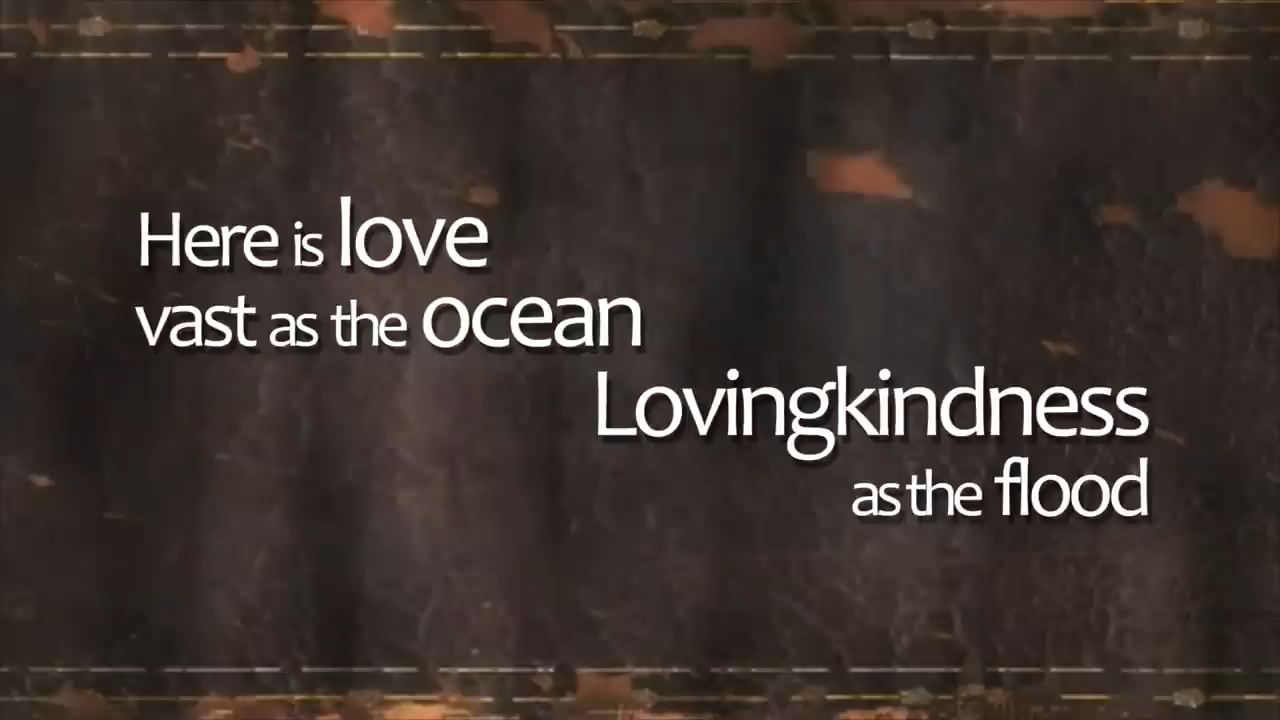 Here is love
vast as the ocean
Lovingkindness
as the flood